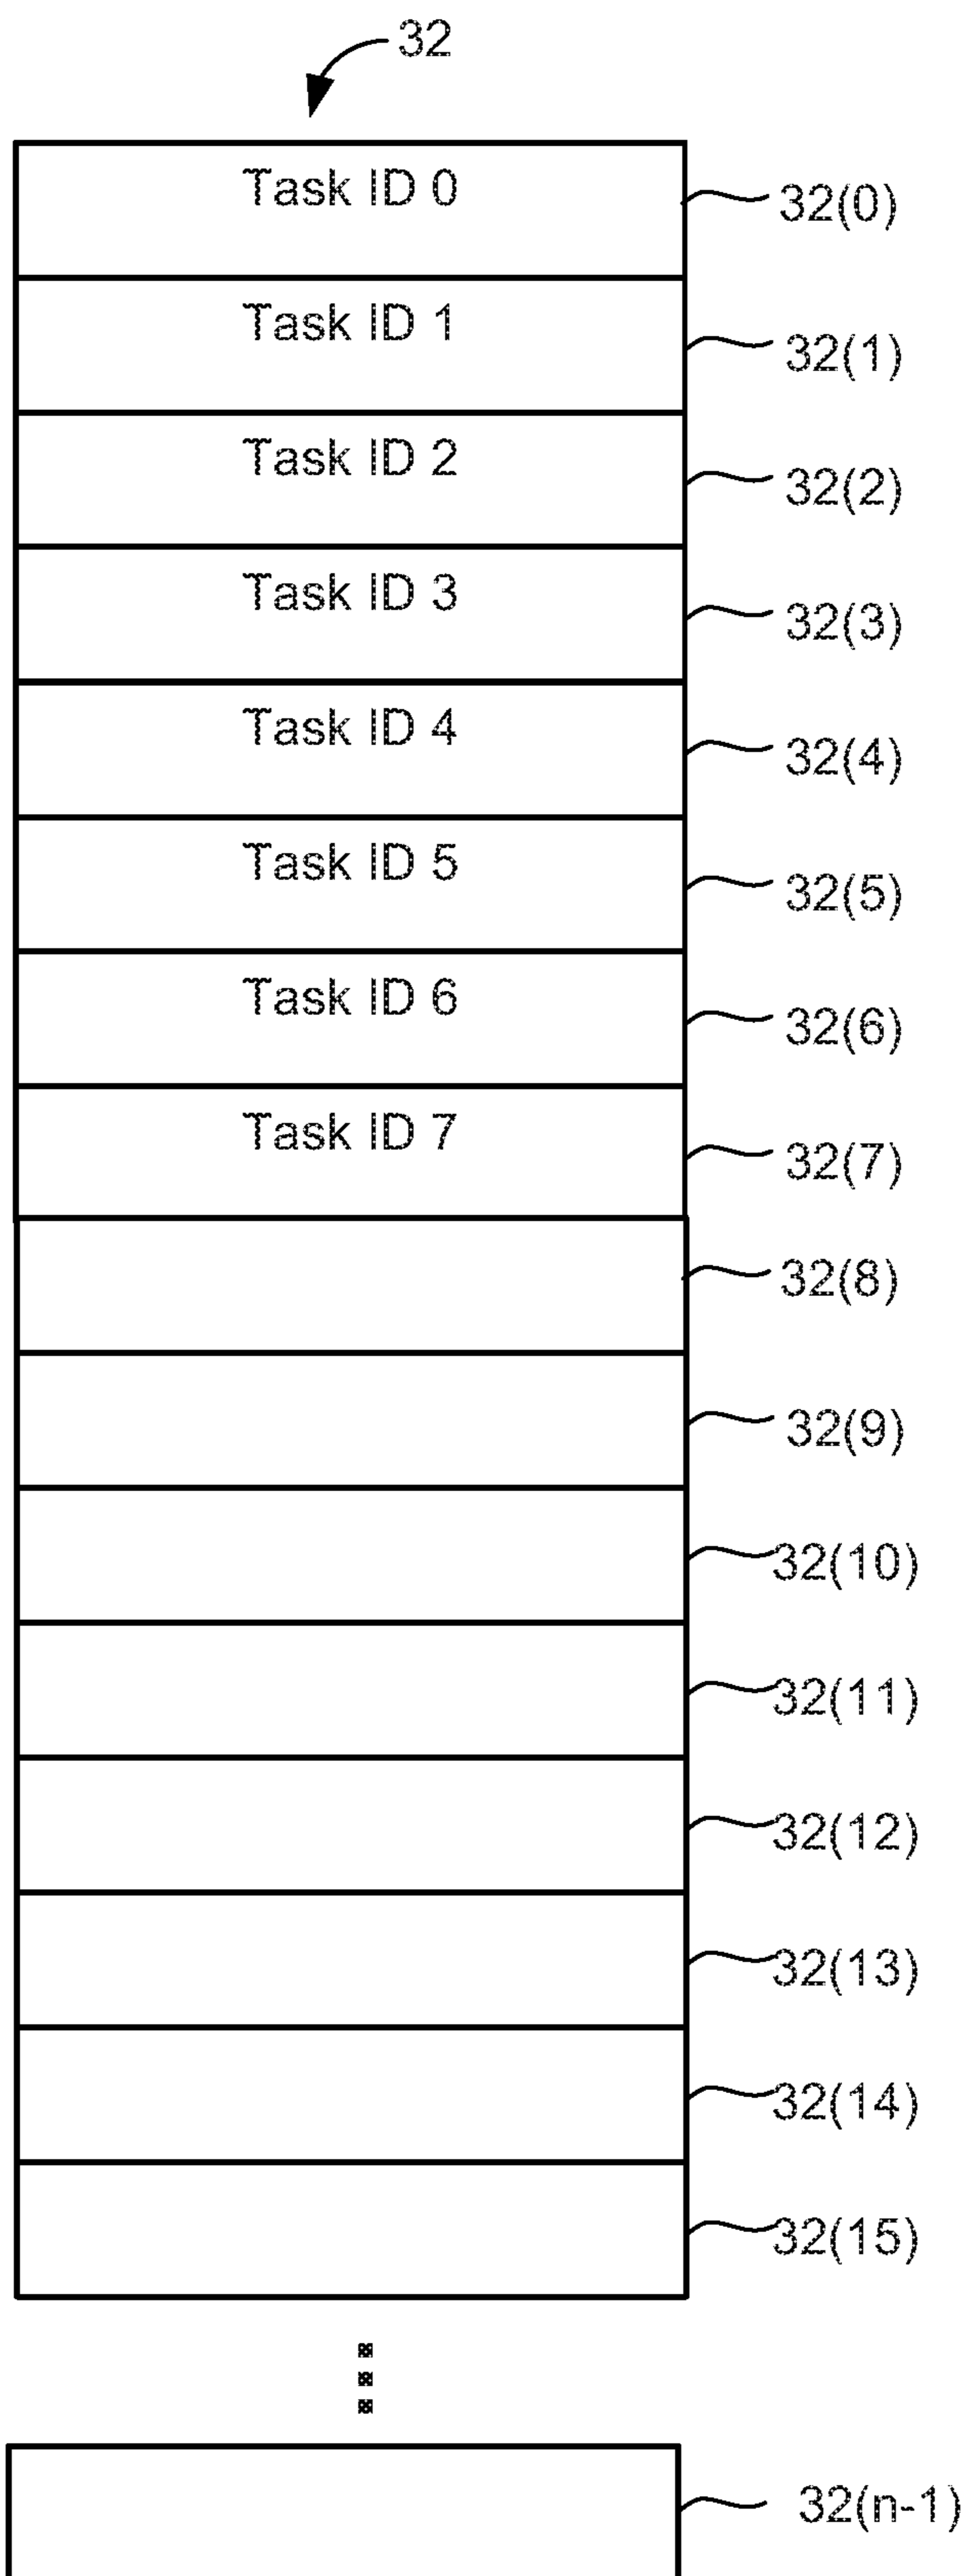 32
Task ID 0 32(0)
Task ID 1 32(1)
Task ID 2 32(2)
Task ID 3 32(3)
Task ID 4 32(4)
Task ID 5 32(5)
Task ID 6 32(6)
Task ID 7 32(7)
32(8)
32(9)
32(10)
32(11)
32(12)
32(13)
32(14)
32(15)
32(n-1)